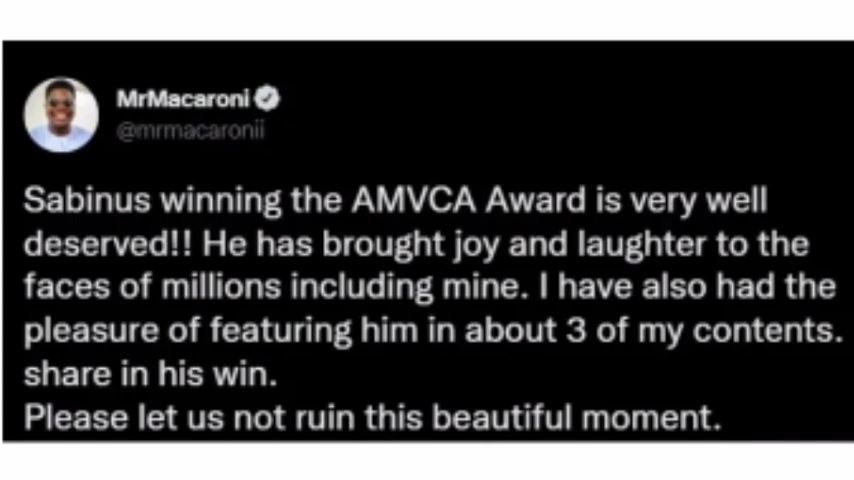 MrMacaroni
@mrmacaronii
Sabinus winning the AMVCA Award is very well
deserved!! He has brought joy and laughter to the
faces of millions including mine. I have also had the
pleasure of featuring him in about 3 of my contents.
share in his win.
Please let us not ruin this beautiful moment.